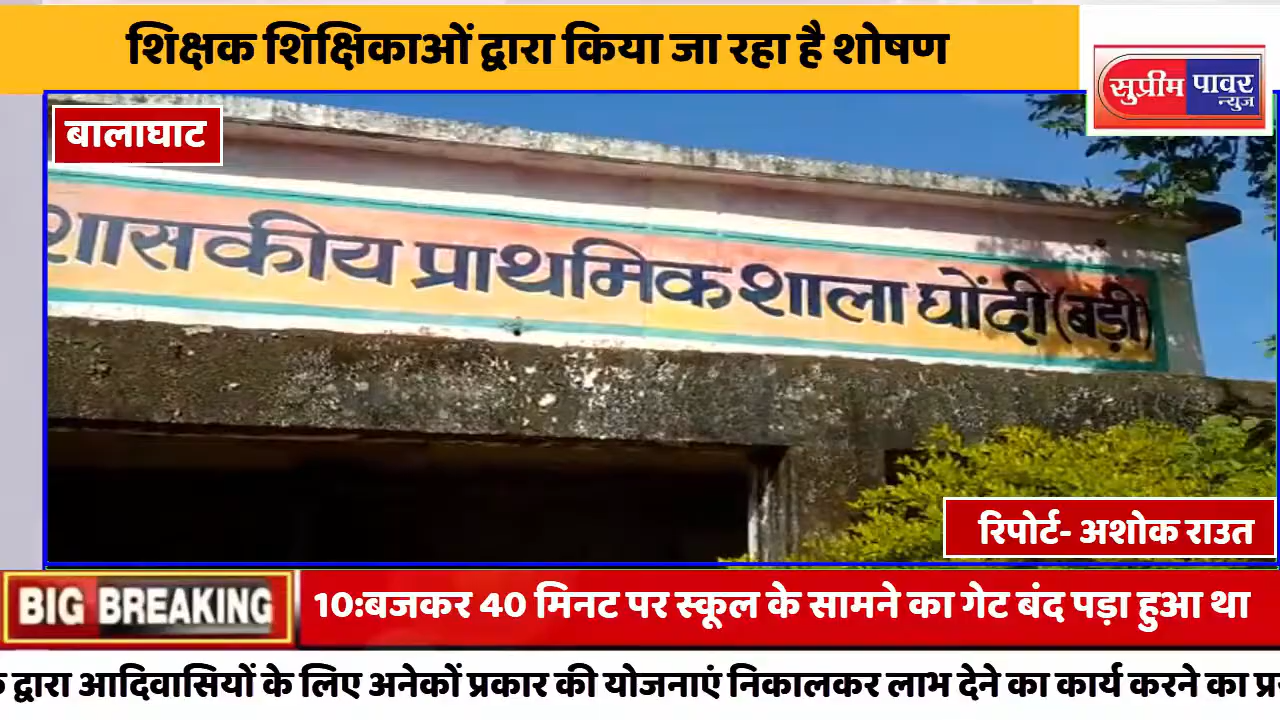 शिक्षक शिक्षिकाओं द्वारा किया जा रहा है शोषण
सुप्रीम पावर
न्युज
बालाघाट
शासकीय प्राथमिक शाला घोंदी (बड़ी)
रिपोर्ट- अशोक राउत
BIG BREAKING
10:बजकर 40 मिनट पर स्कूल के सामने का गेट बंद पड़ा हुआ था
द्वारा आदिवासियों के लिए अनेकों प्रकार की योजनाएं निकालकर लाभ देने का कार्य करने का